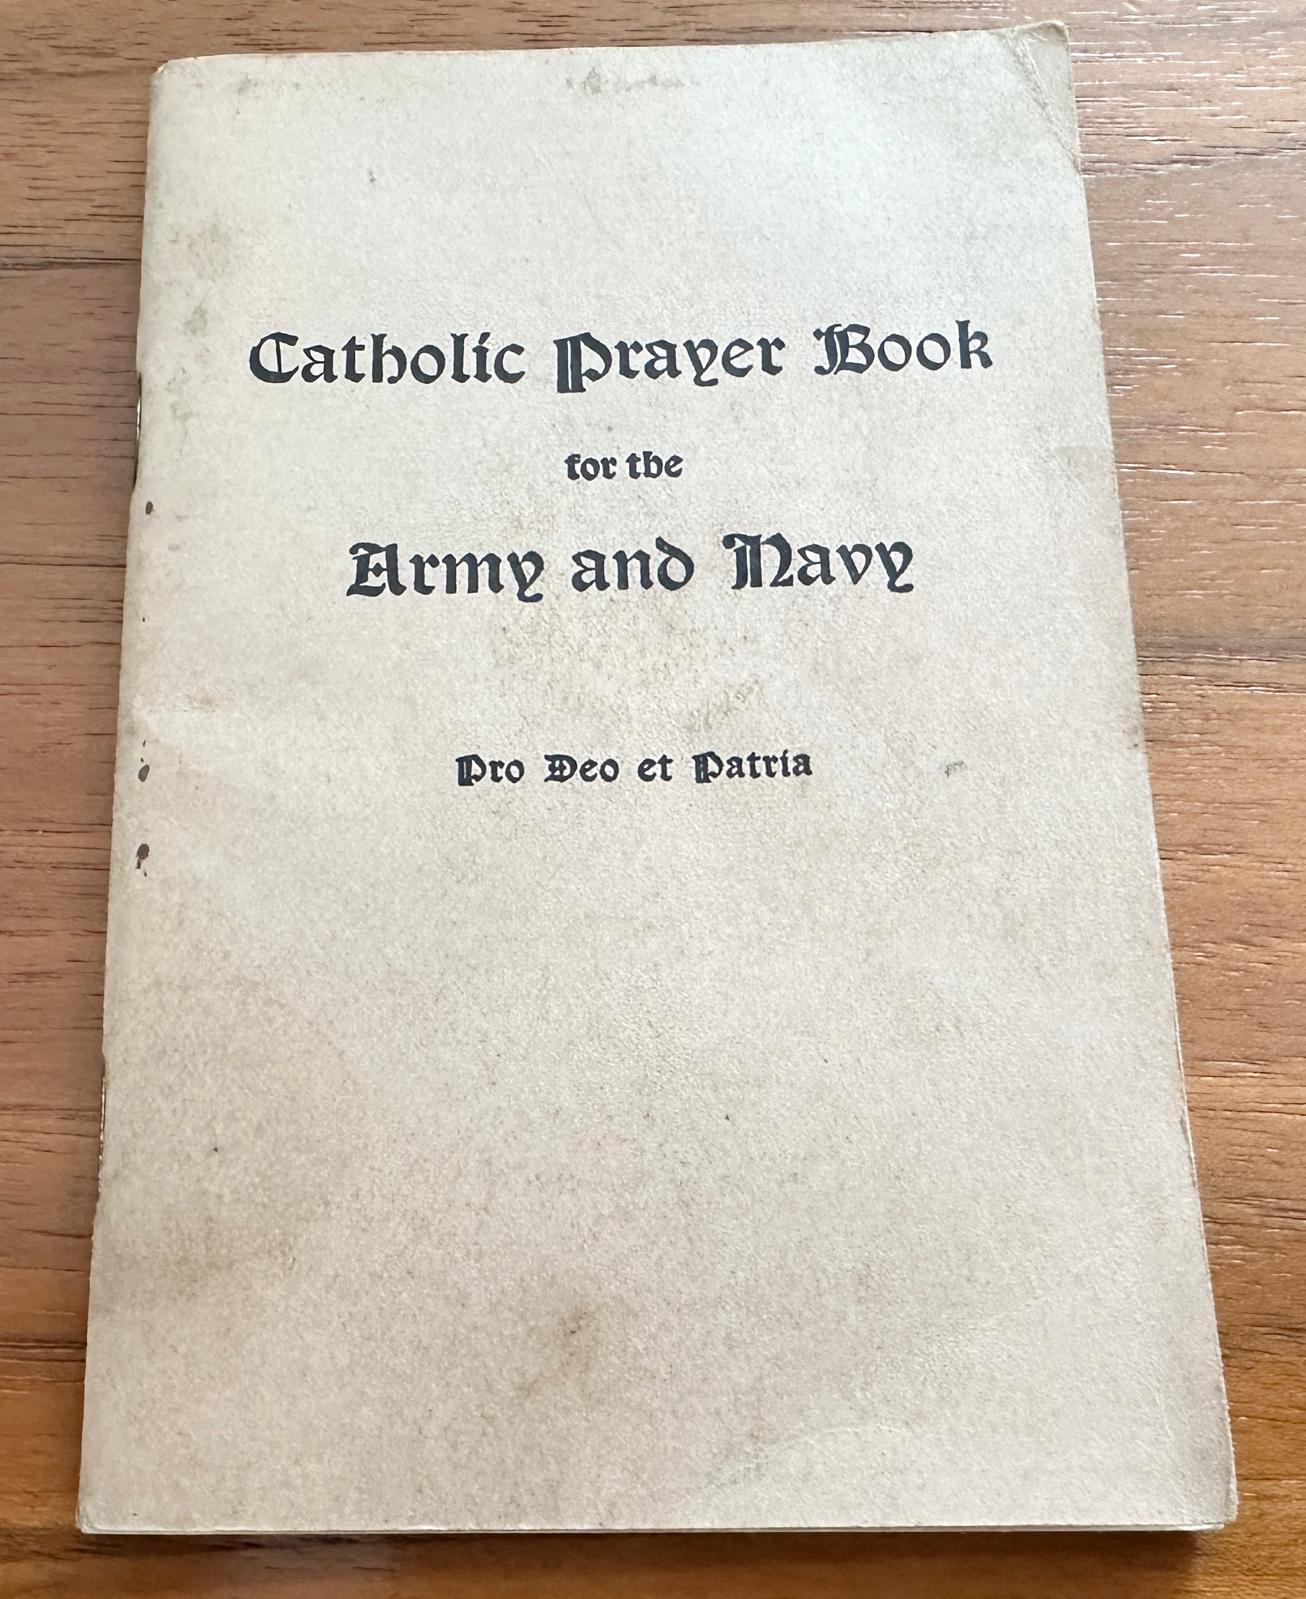 Catholic Prayer Book
for the
Army and Navy
Pro Deo et Patria